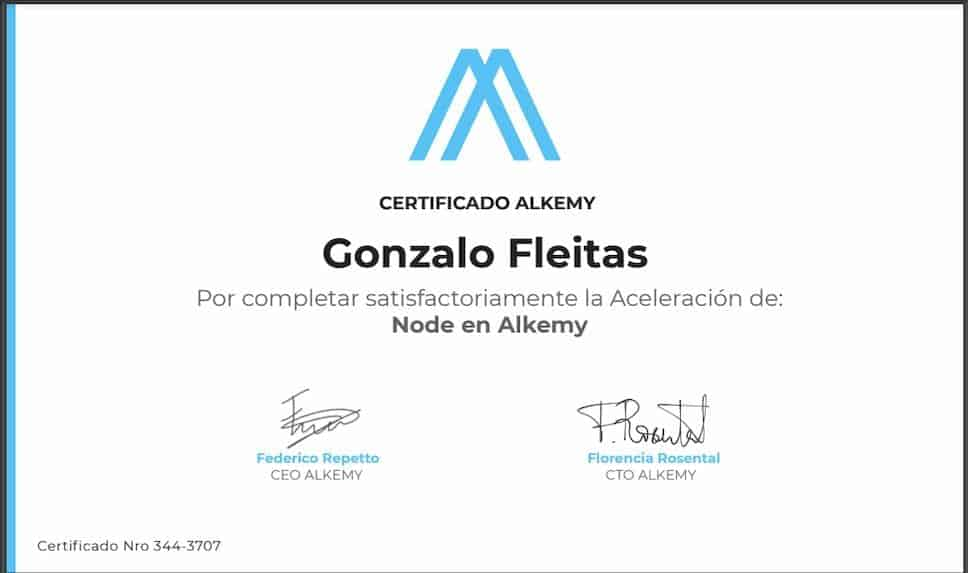 CERTIFICADO ALKEMY
Gonzalo Fleitas
Por completar satisfactoriamente la Aceleración de:
Node en Alkemy
F. Rosental
Federico Repetto
CEO ALKEMY
Florencia Rosental
CTO ALKEMY
Certificado Nro 344-3707